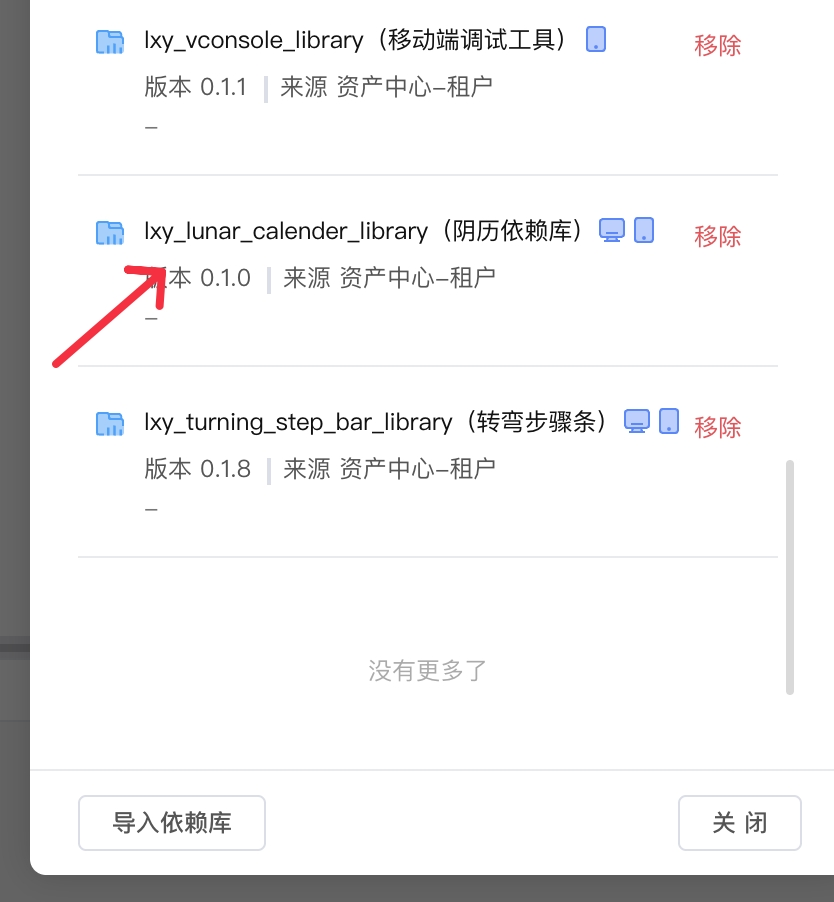 lxy_vconsole_library（移动端调试工具）
移除
版本 0.1.1 | 来源 资产中心-租户
–
lxy_lunar_calender_library（阴历依赖库）
移除
版本 0.1.0 | 来源 资产中心-租户
–
lxy_turning_step_bar_library（转弯步骤条）
移除
版本 0.1.8 | 来源 资产中心-租户
–
没有更多了
导入依赖库
关 闭